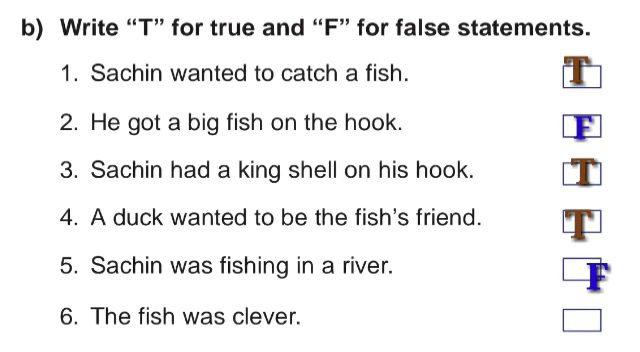 b) Write “T” for true and “F” for false statements.
1. Sachin wanted to catch a fish. T
2. He got a big fish on the hook. F
3. Sachin had a king shell on his hook. T
4. A duck wanted to be the fish’s friend. T
5. Sachin was fishing in a river. F
6. The fish was clever.